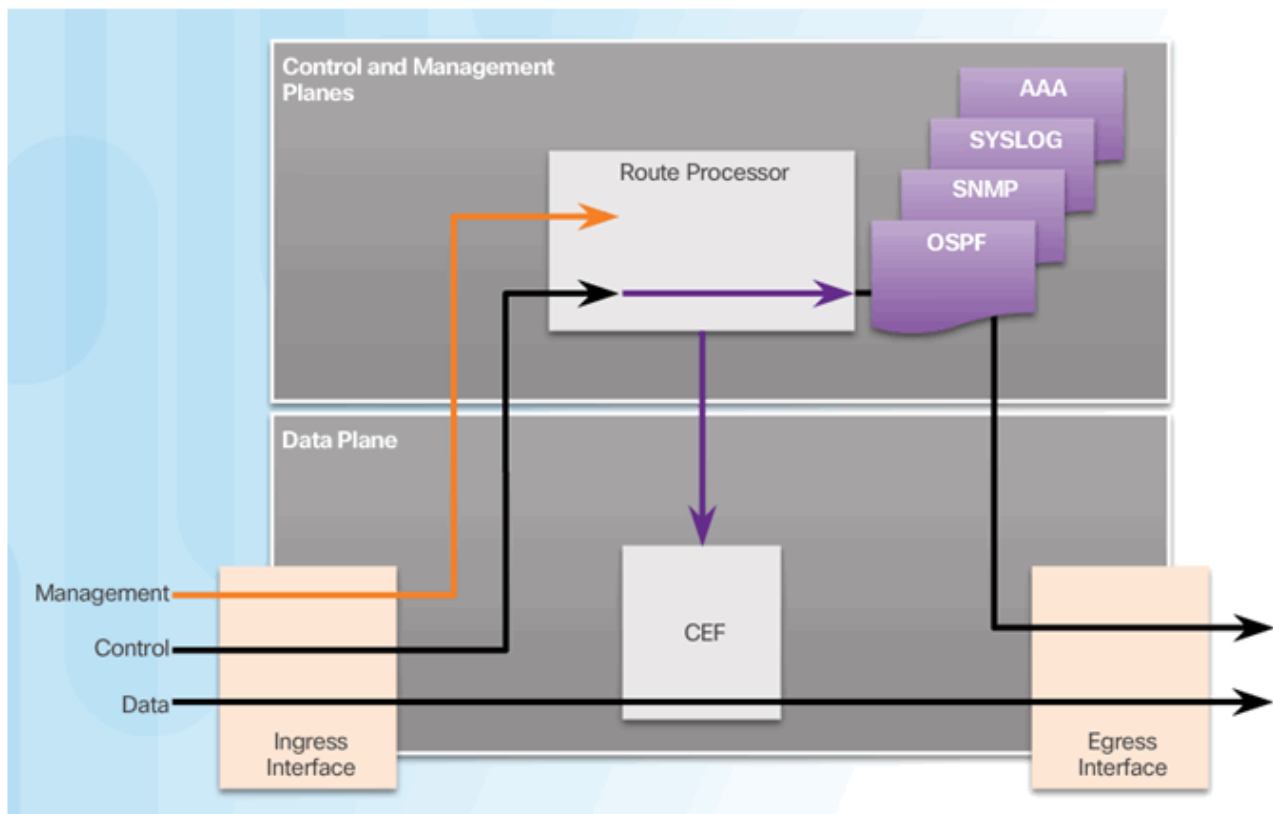 Control and Management
Planes
AAA
SYSLOG
SNMP
OSPF
Route Processor
Data Plane
Management
Control
Data
CEF
Ingress
Interface
Egress
Interface